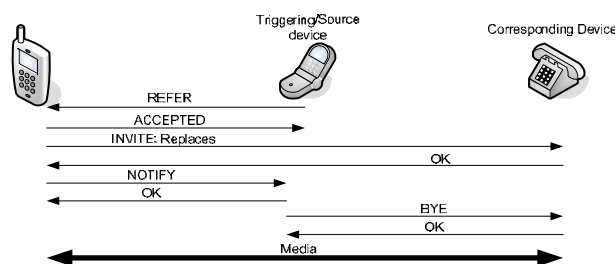 Triggering/Source
device
Corresponding Device
REFER
ACCEPTED
INVITE: Replaces
OK
NOTIFY
OK
BYE
OK
Media